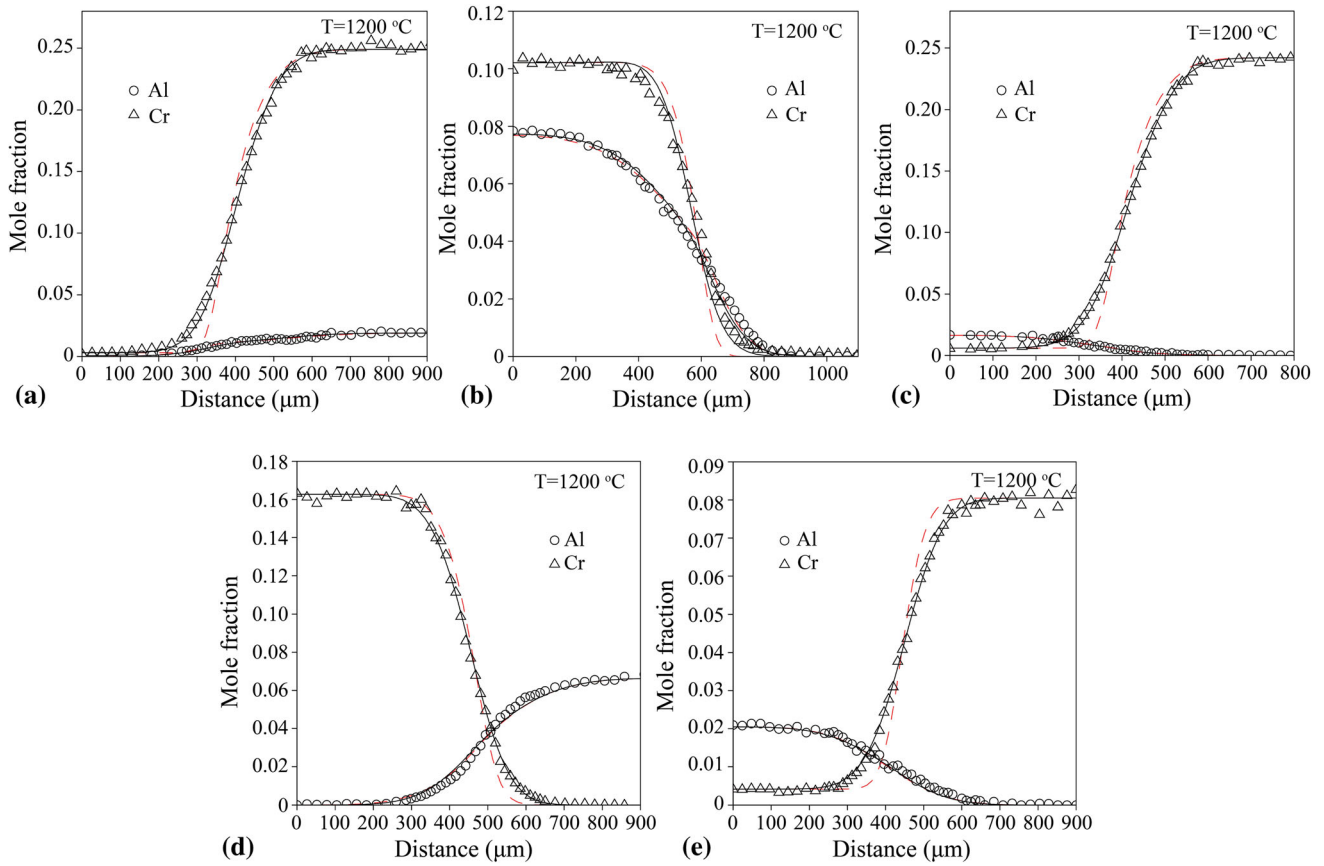 T=1200 °C
Al
Cr
0.25
0.20
0.15
0.10
0.05
0
Mole fraction
0 100 200 300 400 500 600 700 800 900
Distance (μm)
(a)
T=1200 °C
Al
Cr
0.12
0.10
0.08
0.06
0.04
0.02
0
Mole fraction
0 200 400 600 800 1000
Distance (μm)
(b)
T=1200 °C
Al
Cr
0.25
0.20
0.15
0.10
0.05
0
Mole fraction
0 100 200 300 400 500 600 700 800
Distance (μm)
(c)
T=1200 °C
Al
Cr
0.18
0.16
0.14
0.12
0.10
0.08
0.06
0.04
0.02
0
Mole fraction
0 100 200 300 400 500 600 700 800 900
Distance (μm)
(d)
T=1200 °C
Al
Cr
0.09
0.08
0.07
0.06
0.05
0.04
0.03
0.02
0.01
0
Mole fraction
0 100 200 300 400 500 600 700 800 900
Distance (μm)
(e)